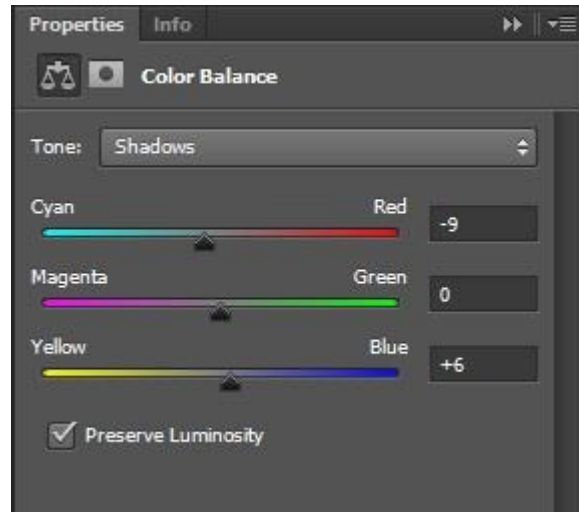 Properties Info
Color Balance
Tone: Shadows
Cyan Red -9
Magenta Green 0
Yellow Blue +6
Preserve Luminosity